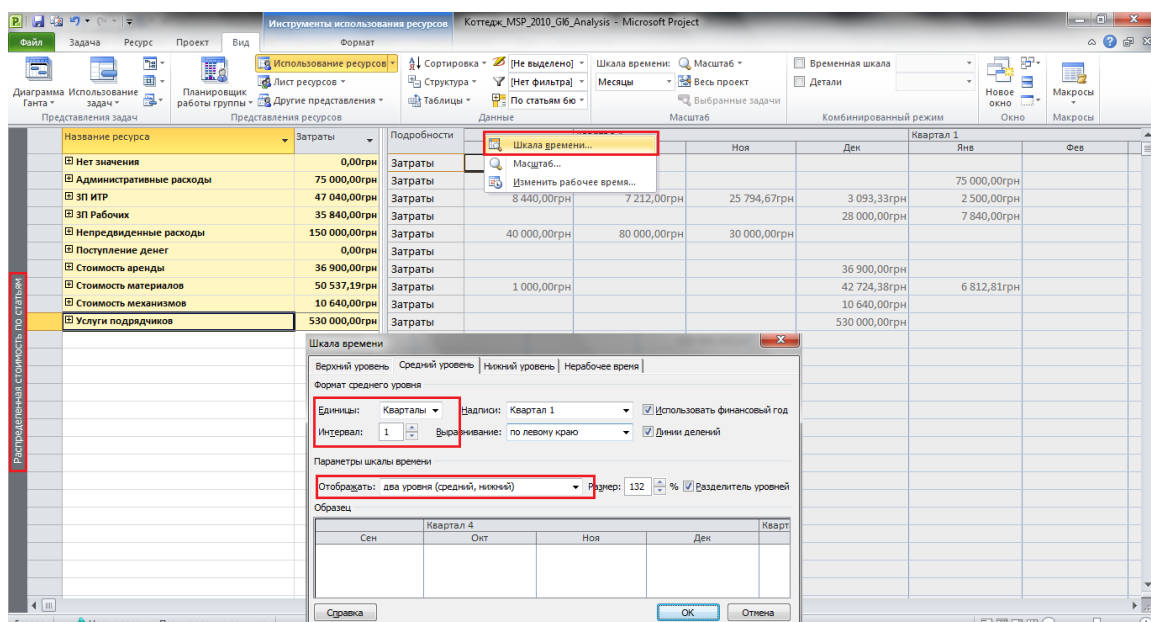 Инструменты использования ресурсов
Коттедж_MSP_2010_Gl6_Analysis - Microsoft Project
Файл Задача Ресурс Проект Вид Формат
Диаграмма Ганта
Использование задач
Представления задач
Планировщик работы группы
Использование ресурсов
Лист ресурсов
Другие представления
Представления ресурсов
Сортировка
Структура
Таблицы
[Не выделено]
[Нет фильтра]
По статьям бю
Данные
Шкала времени:
Месяцы
Масштаб
Весь проект
Выбранные задачи
Масштаб
Временная шкала
Детали
Комбинированный режим
Новое окно
Окно
Макросы
Макросы
Название ресурса Затраты Подробности Квартал 1
Ноя Дек Янв Фев
Шкала времени...
Масштаб...
Изменить рабочее время...
Нет значения 0,00грн Затраты
Административные расходы 75 000,00грн Затраты 75 000,00грн
ЗП ИТР 47 040,00грн Затраты 8 440,00грн 7 212,00грн 25 794,67грн 3 093,33грн 2 500,00грн
ЗП Рабочих 35 840,00грн Затраты 28 000,00грн 7 840,00грн
Непредвиденные расходы 150 000,00грн Затраты 40 000,00грн 80 000,00грн 30 000,00грн
Поступление денег 0,00грн Затраты
Стоимость аренды 36 900,00грн Затраты 36 900,00грн
Стоимость материалов 50 537,19грн Затраты 1 000,00грн 42 724,38грн 6 812,81грн
Стоимость механизмов 10 640,00грн Затраты 10 640,00грн
Услуги подрядчиков 530 000,00грн Затраты 530 000,00грн
Распределенная стоимость по статьям
Шкала времени
Верхний уровень Средний уровень Нижний уровень Нерабочее время
Формат среднего уровня
Единицы: Кварталы Надписи: Квартал 1 Использовать финансовый год
Интервал: 1 Выравнивание: по левому краю Линии делений
Параметры шкалы времени
Отображать: два уровня (средний, нижний) Размер: 132 % Разделитель уровней
Образец
Квартал 4 Кварт
Сен Окт Ноя Дек
Справка OK Отмена